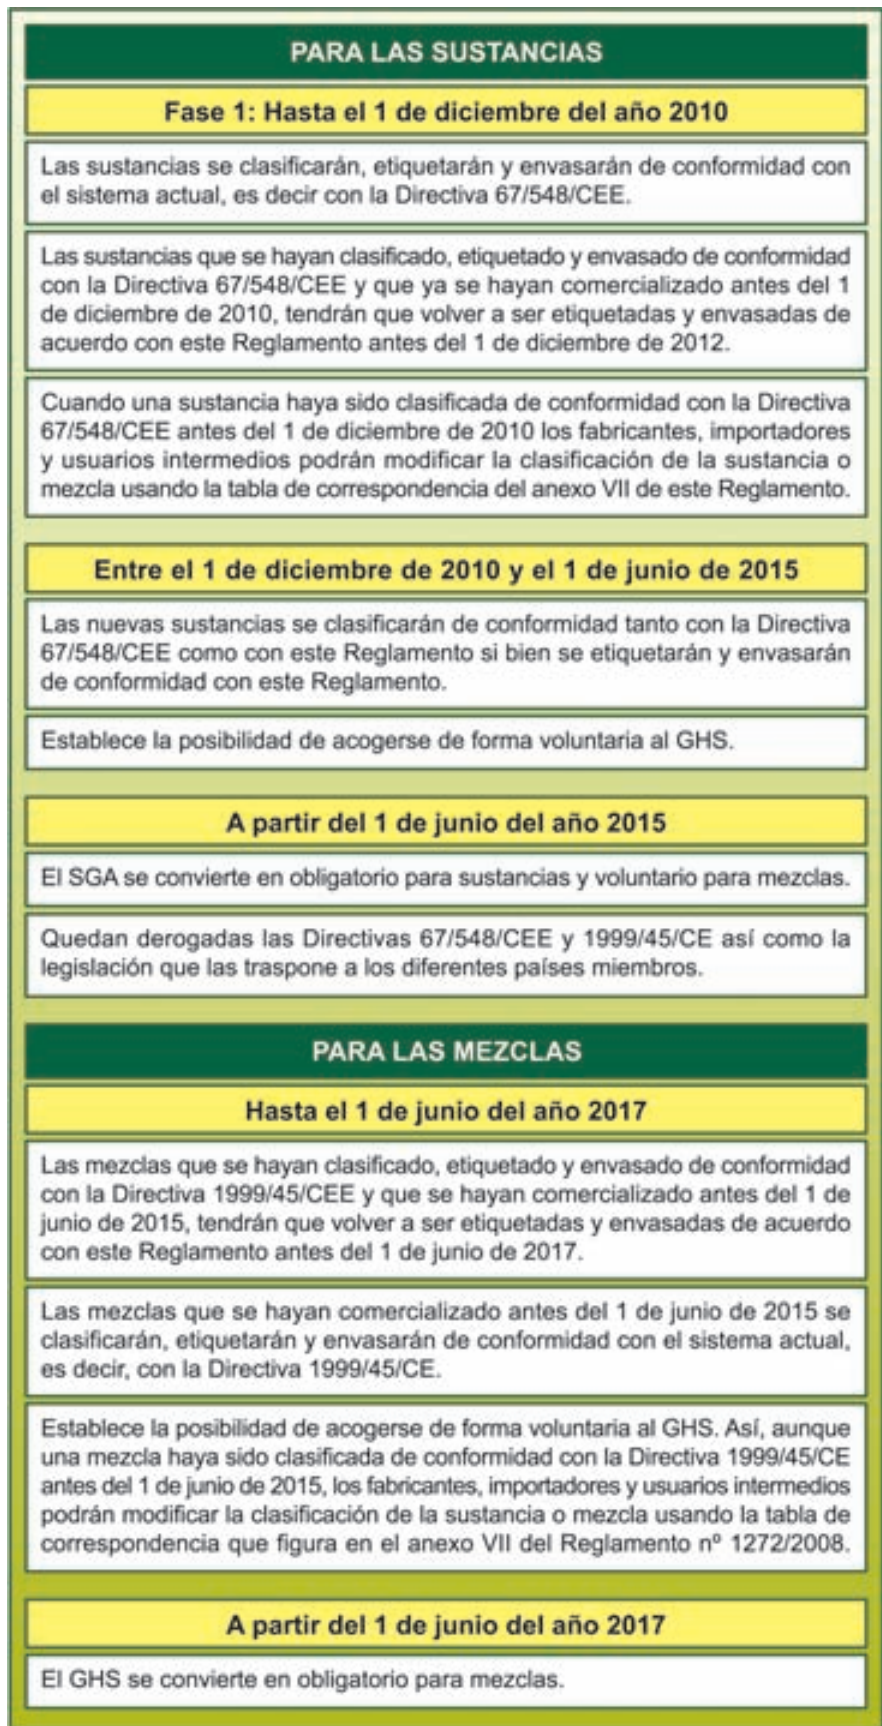 PARA LAS SUSTANCIAS
Fase 1: Hasta el 1 de diciembre del año 2010
Las sustancias se clasificarán, etiquetarán y envasarán de conformidad con
el sistema actual, es decir con la Directiva 67/548/CEE.
Las sustancias que se hayan clasificado, etiquetado y envasado de conformidad
con la Directiva 67/548/CEE y que ya se hayan comercializado antes del 1
de diciembre de 2010, tendrán que volver a ser etiquetadas y envasadas de
acuerdo con este Reglamento antes del 1 de diciembre de 2012.
Cuando una sustancia haya sido clasificada de conformidad con la Directiva
67/548/CEE antes del 1 de diciembre de 2010 los fabricantes, importadores
y usuarios intermedios podrán modificar la clasificación de la sustancia o
mezcla usando la tabla de correspondencia del anexo VII de este Reglamento.
Entre el 1 de diciembre de 2010 y el 1 de junio de 2015
Las nuevas sustancias se clasificarán de conformidad tanto con la Directiva
67/548/CEE como con este Reglamento si bien se etiquetarán y envasarán
de conformidad con este Reglamento.
Establece la posibilidad de acogerse de forma voluntaria al GHS.
A partir del 1 de junio del año 2015
El SGA se convierte en obligatorio para sustancias y voluntario para mezclas.
Quedan derogadas las Directivas 67/548/CEE y 1999/45/CE así como la
legislación que las traspone a los diferentes países miembros.
PARA LAS MEZCLAS
Hasta el 1 de junio del año 2017
Las mezclas que se hayan clasificado, etiquetado y envasado de conformidad
con la Directiva 1999/45/CEE y que se hayan comercializado antes del 1 de
junio de 2015, tendrán que volver a ser etiquetadas y envasadas de acuerdo
con este Reglamento antes del 1 de junio de 2017.
Las mezclas que se hayan comercializado antes del 1 de junio de 2015 se
clasificarán, etiquetarán y envasarán de conformidad con el sistema actual,
es decir, con la Directiva 1999/45/CE.
Establece la posibilidad de acogerse de forma voluntaria al GHS. Así, aunque
una mezcla haya sido clasificada de conformidad con la Directiva 1999/45/CE
antes del 1 de junio de 2015, los fabricantes, importadores y usuarios intermedios
podrán modificar la clasificación de la sustancia o mezcla usando la tabla de
correspondencia que figura en el anexo VII del Reglamento nº 1272/2008.
A partir del 1 de junio del año 2017
El GHS se convierte en obligatorio para mezclas.